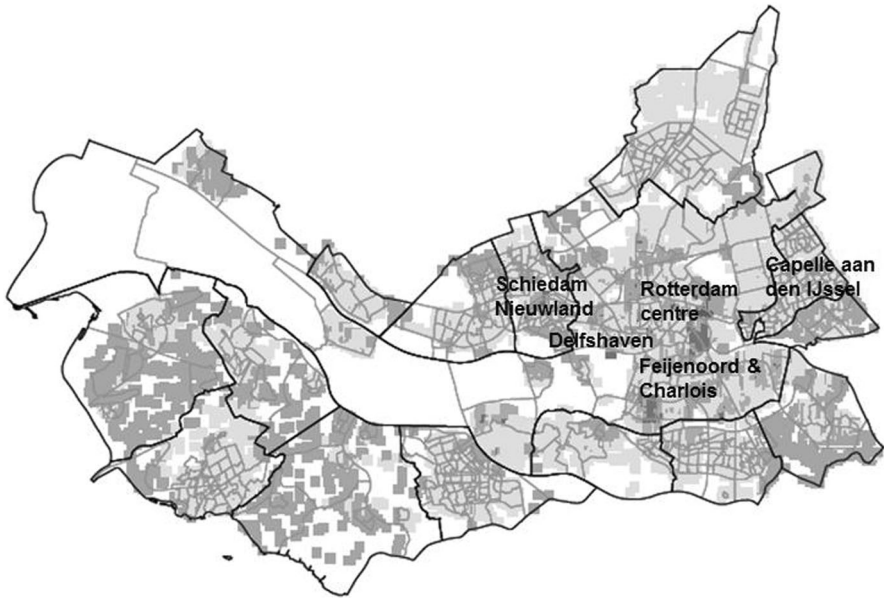 Schiedam
Nieuwland
Delfshaven
Rotterdam
centre
Capelle aan
den IJssel
Feijenoord &
Charlois